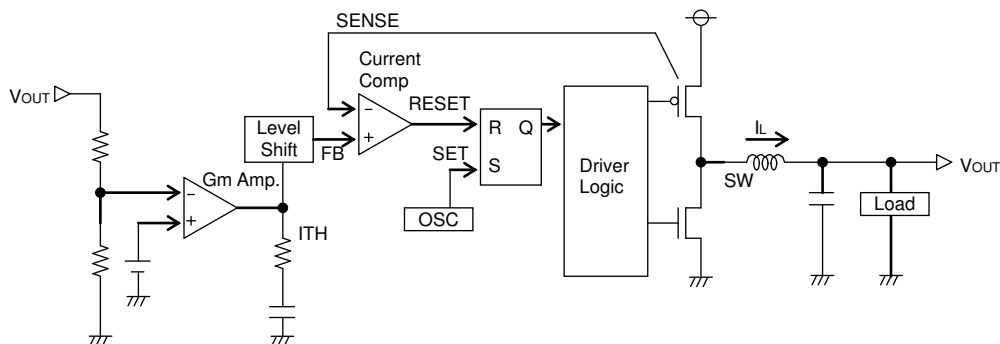 SENSE
Current
Comp
VOUT
RESET
Level
Shift
FB
R Q
S
SET
IL
Driver
Logic
VOUT
SW
Gm Amp.
Load
OSC
ITH